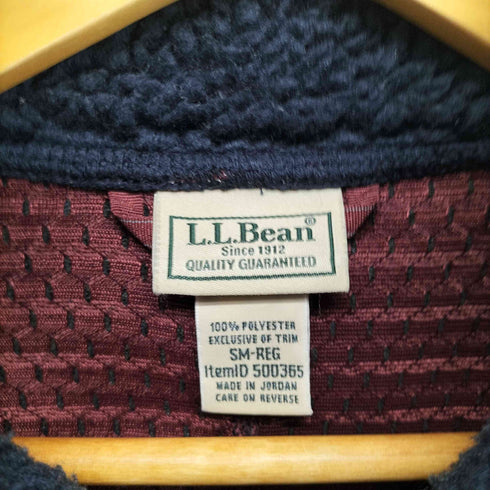 L.L.Bean®
Since 1912
QUALITY GUARANTEED
100% POLYESTER
EXCLUSIVE OF TRIM
SM-REG
ItemID 500365
MADE IN JORDAN
CARE ON REVERSE